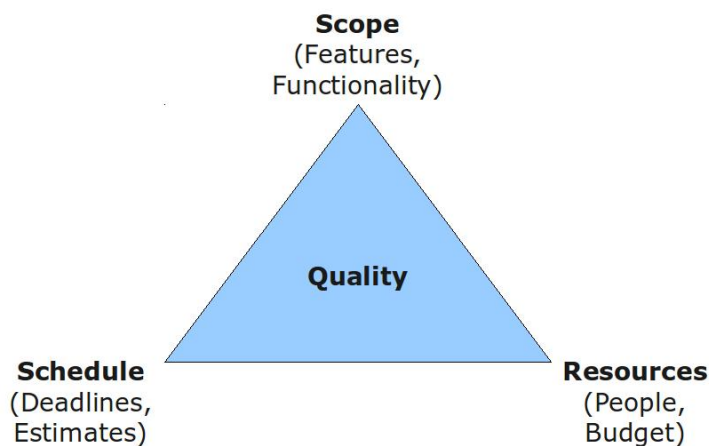 Scope
(Features,
Functionality)
Quality
Schedule
(Deadlines,
Estimates)
Resources
(People,
Budget)